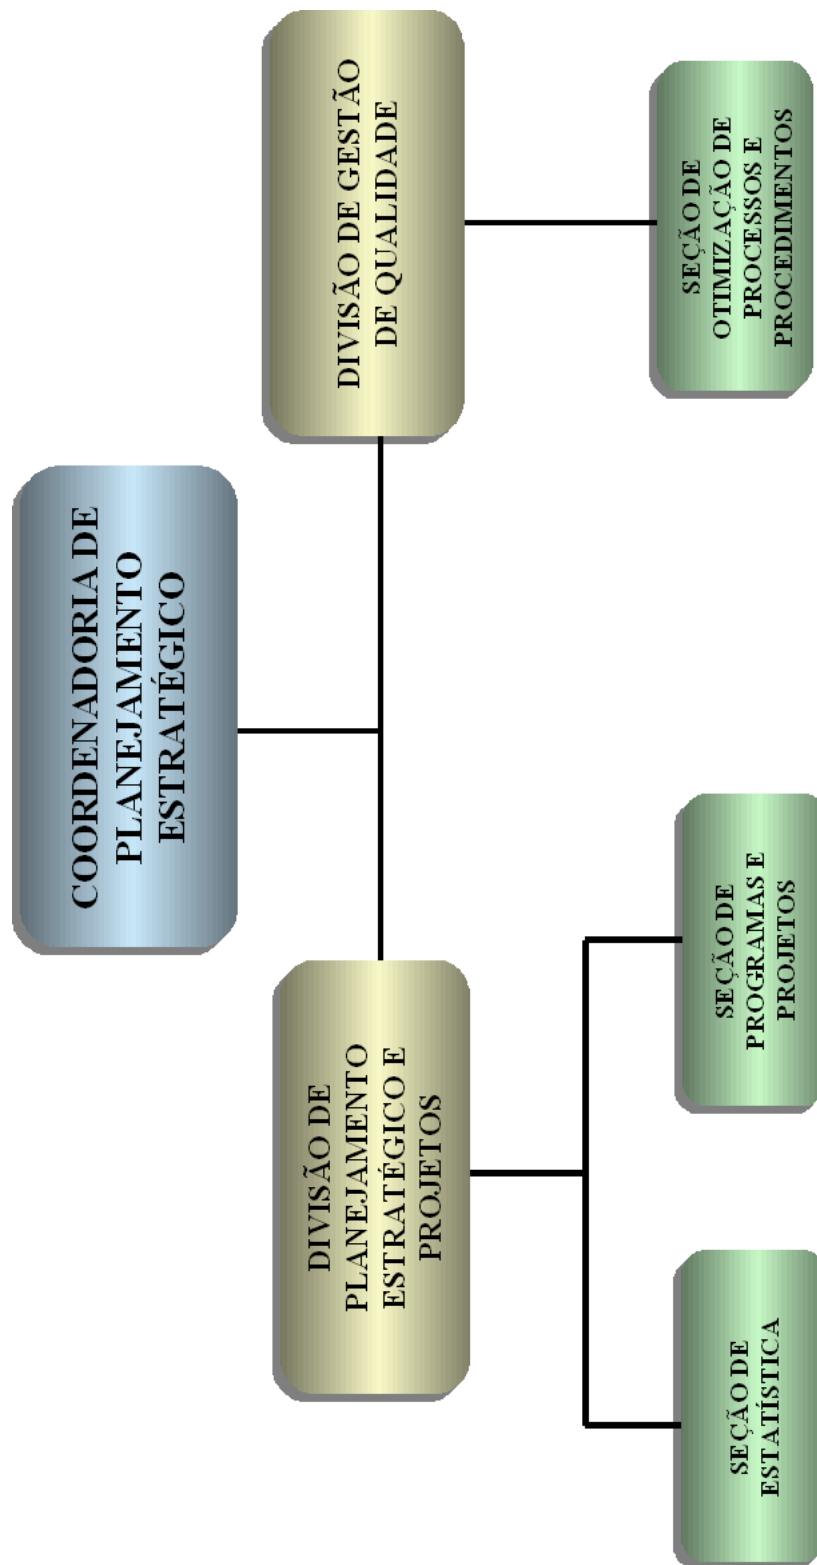 COORDENADORIA DE
PLANEJAMENTO
ESTRATÉGICO
DIVISÃO DE
PLANEJAMENTO
ESTRATÉGICO E
PROJETOS
DIVISÃO DE GESTÃO
DE QUALIDADE
SEÇÃO DE
ESTATÍSTICA
SEÇÃO DE
PROGRAMAS E
PROJETOS
SEÇÃO DE
OTIMIZAÇÃO DE
PROCESSOS E
PROCEDIMENTOS